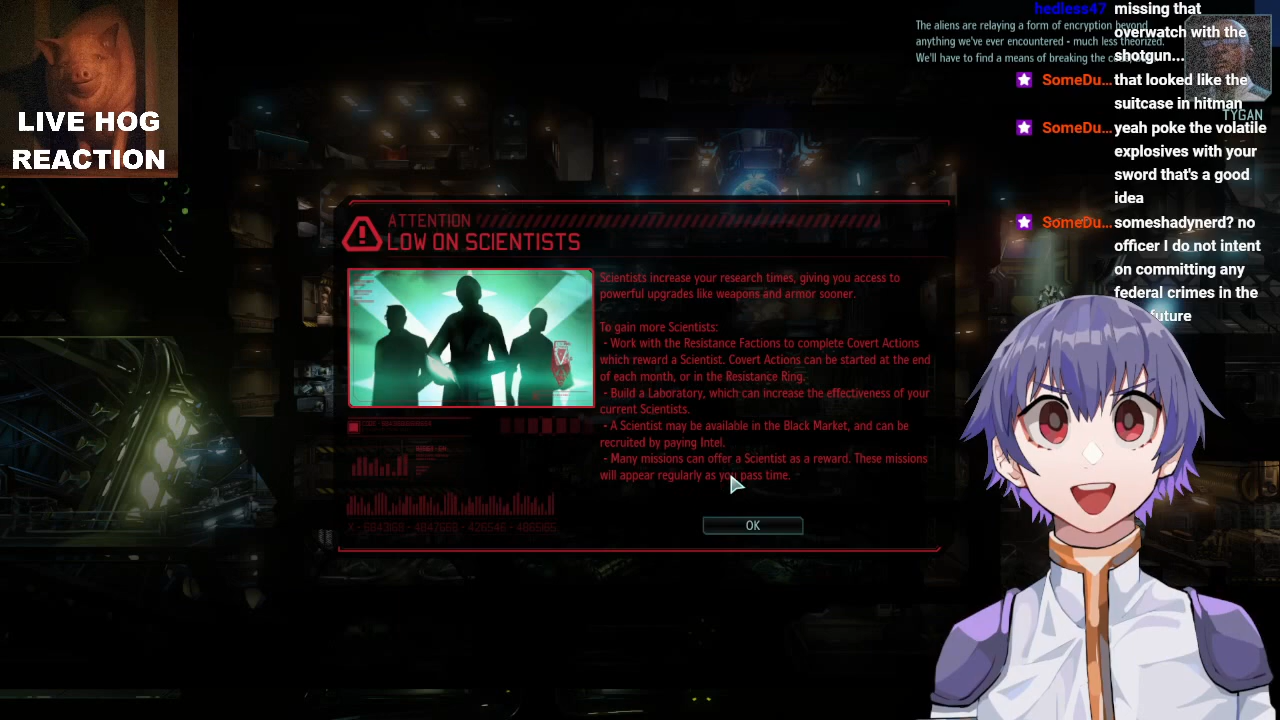 LIVE HOG
REACTION
The aliens are relaying a form of encryption beyond
anything we've ever encountered - much less theorized.
We'll have to find a means of breaking the
TYGAN
hedless47 missing that
overwatch with the
shotgun...
SomeDu... that looked like the
suitcase in hitman
SomeDu... yeah poke the volatile
explosives with your
sword that's a good
idea
SomeDu... someshadynerd? no
officer I do not intent
on committing any
federal crimes in the
future
ATTENTION
LOW ON SCIENTISTS
Scientists increase your research times, giving you access to
powerful upgrades like weapons and armor sooner.
To gain more Scientists:
- Work with the Resistance Factions to complete Covert Actions
which reward a Scientist. Covert Actions can be started at the end
of each month, or in the Resistance Ring.
- Build a Laboratory, which can increase the effectiveness of your
current Scientists.
- A Scientist may be available in the Black Market, and can be
recruited by paying Intel.
- Many missions can offer a Scientist as a reward. These missions
will appear regularly as you pass time.
OK